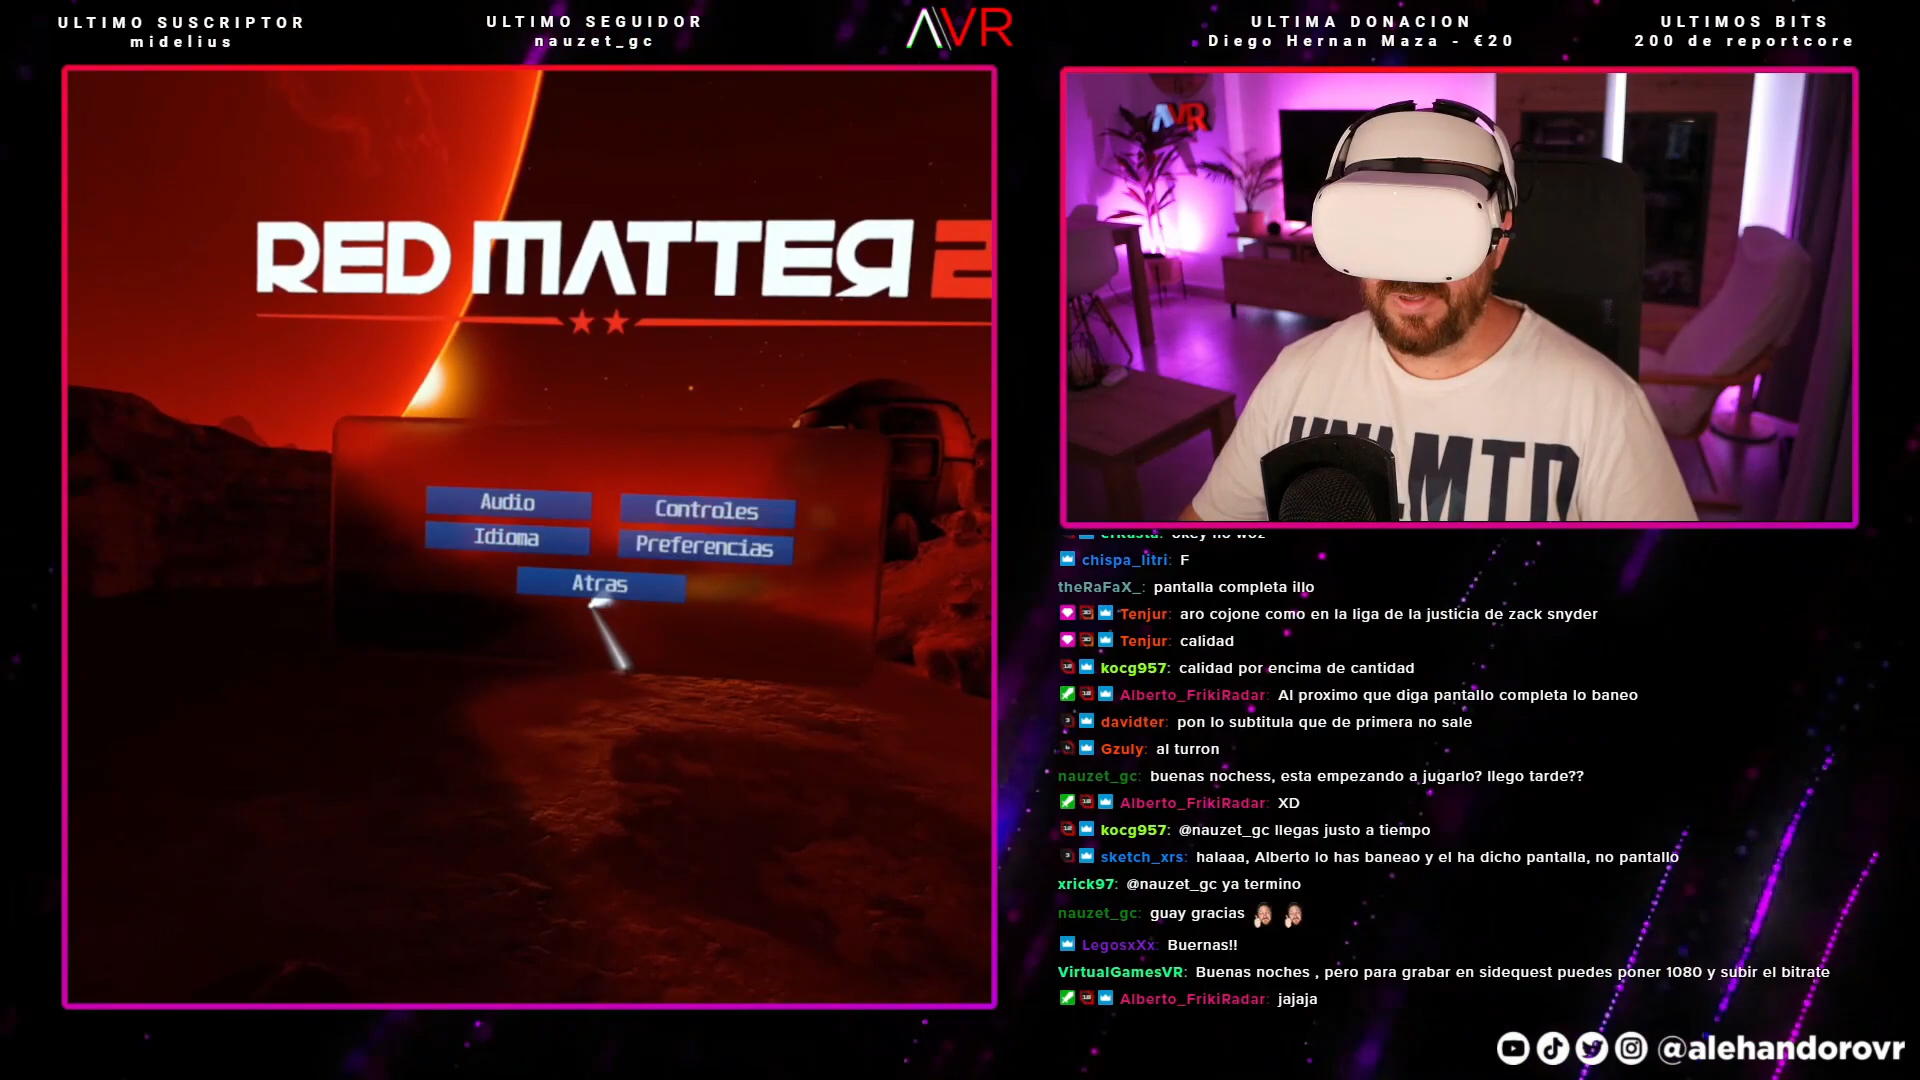 ULTIMO SUSCRIPTOR
midelius
ULTIMO SEGUIDOR
nauzet_gc
VR
ULTIMA DONACION
Diego Hernan Maza - €20
ULTIMOS BITS
200 de reportcore
RED MATTER 2
Audio
Controles
Idioma
Preferencias
Atras
VR
chispa_litri: F
theRaFaX_: pantalla completa illo
Tenjur: aro cojone como en la liga de la justicia de zack snyder
Tenjur: calidad
kocg957: calidad por encima de cantidad
Alberto_FrikiRadar: Al proximo que diga pantallo completa lo baneo
davidter: pon lo subtitula que de primera no sale
Gzuly: al turron
nauzet_gc: buenas nochess, esta empezando a jugarlo? llego tarde??
Alberto_FrikiRadar: XD
kocg957: @nauzet_gc llegas justo a tiempo
sketch_xrs: halaaa, Alberto lo has baneao y el ha dicho pantalla, no pantallo
xrick97: @nauzet_gc ya termino
nauzet_gc: guay gracias
LegosxXx: Buernas!!
VirtualGamesVR: Buenas noches , pero para grabar en sidequest puedes poner 1080 y subir el bitrate
Alberto_FrikiRadar: jajaja
@alehandorovr